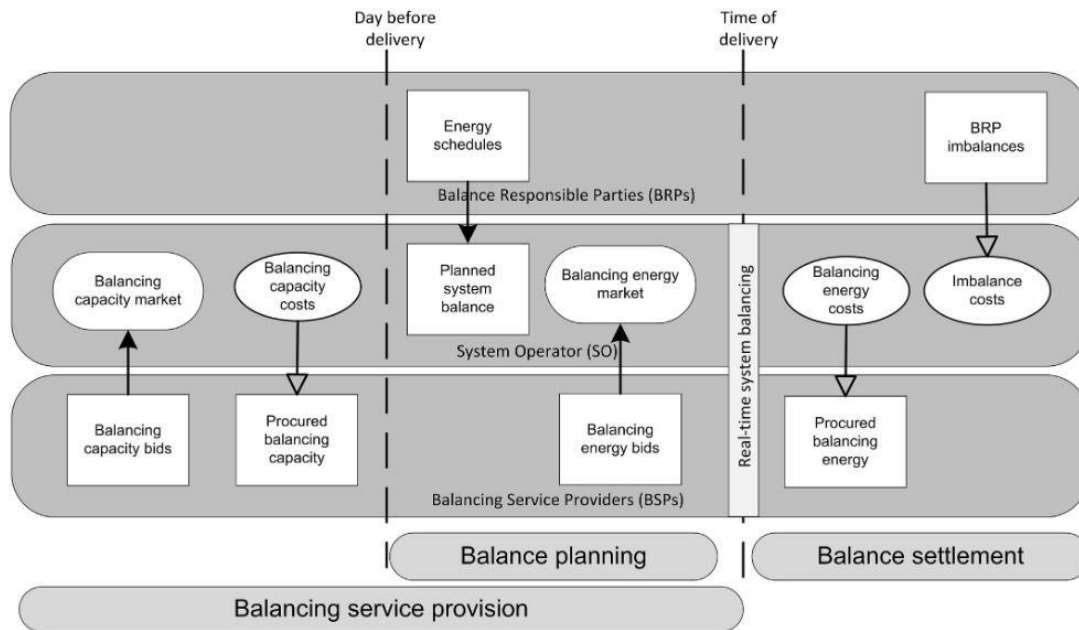 Day before
delivery
Time of
delivery
Energy
schedules
BRP
imbalances
Balance Responsible Parties (BRPs)
Balancing
capacity market
Balancing
capacity
costs
Planned
system
balance
Balancing energy
market
Balancing
energy
costs
Imbalance
costs
System Operator (SO)
Real-time system balancing
Balancing
capacity bids
Procured
balancing
capacity
Balancing
energy bids
Procured
balancing
energy
Balancing Service Providers (BSPs)
Balance planning
Balance settlement
Balancing service provision